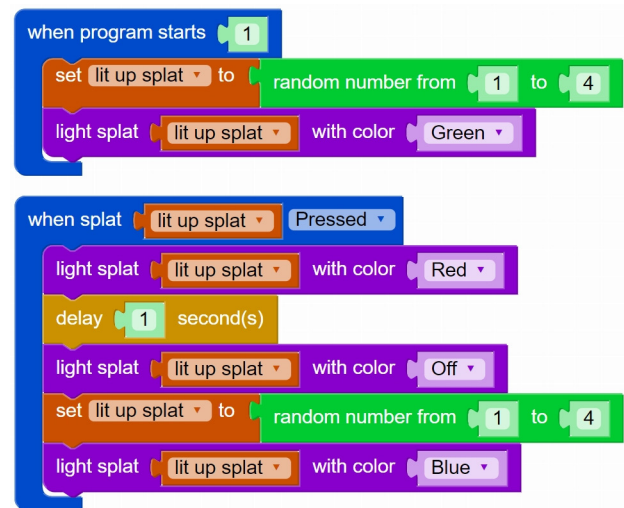 when program starts 1
set lit up splat to random number from 1 to 4
light splat lit up splat with color Green
when splat lit up splat Pressed
light splat lit up splat with color Red
delay 1 second(s)
light splat lit up splat with color Off
set lit up splat to random number from 1 to 4
light splat lit up splat with color Blue